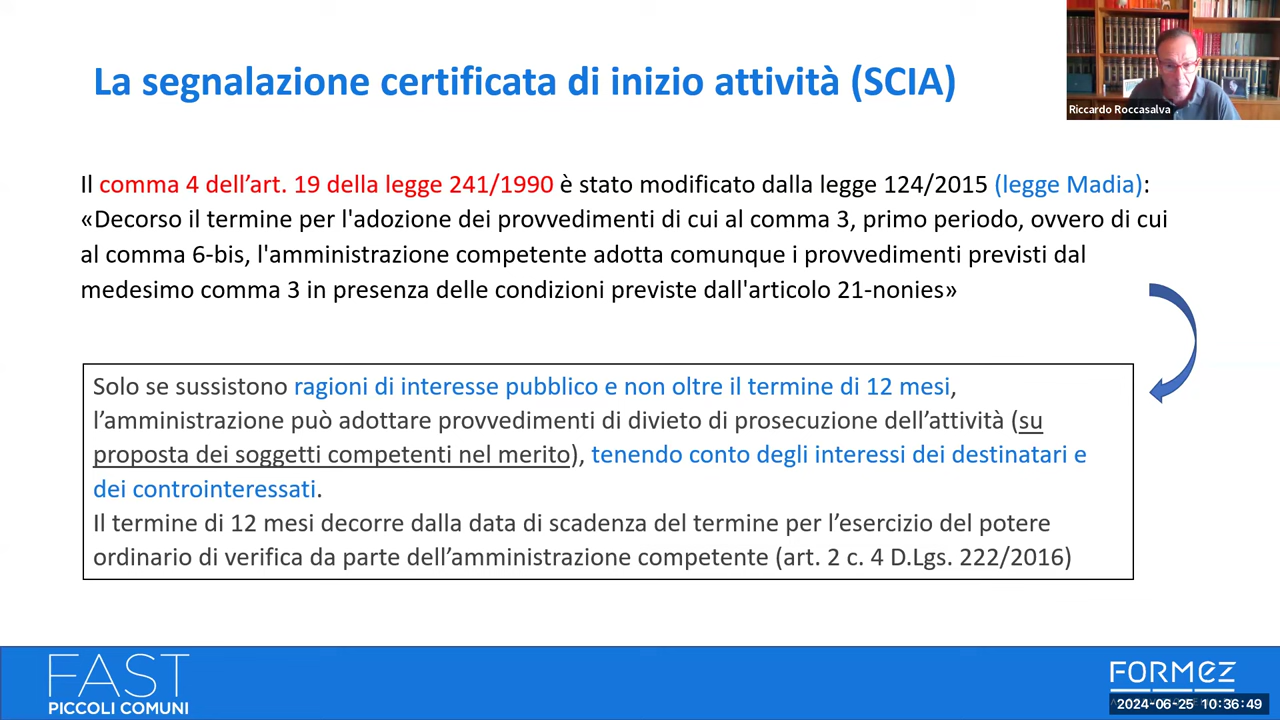 La segnalazione certificata di inizio attività (SCIA)
Riccardo Roccasalva
Il comma 4 dell’art. 19 della legge 241/1990 è stato modificato dalla legge 124/2015 (legge Madia):
«Decorso il termine per l'adozione dei provvedimenti di cui al comma 3, primo periodo, ovvero di cui
al comma 6-bis, l'amministrazione competente adotta comunque i provvedimenti previsti dal
medesimo comma 3 in presenza delle condizioni previste dall'articolo 21-nonies»
Solo se sussistono ragioni di interesse pubblico e non oltre il termine di 12 mesi,
l’amministrazione può adottare provvedimenti di divieto di prosecuzione dell’attività (su
proposta dei soggetti competenti nel merito), tenendo conto degli interessi dei destinatari e
dei controinteressati.
Il termine di 12 mesi decorre dalla data di scadenza del termine per l’esercizio del potere
ordinario di verifica da parte dell’amministrazione competente (art. 2 c. 4 D.Lgs. 222/2016)
FAST
PICCOLI COMUNI
FORMEZ
2024-06-25 10:36:49